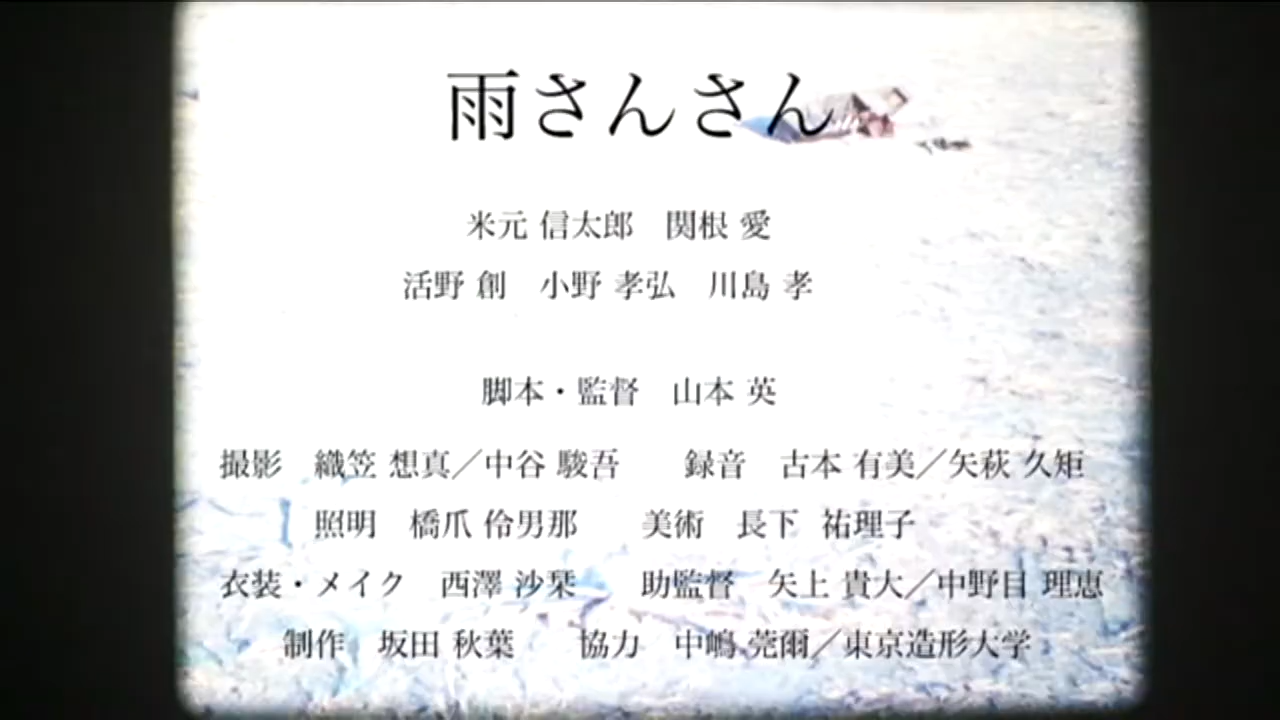 雨さんさん
米元 信太郎　関根 愛
活野 創　小野 孝弘　川島 孝
脚本・監督　山本 英
撮影　織笠 想真／中谷 駿吾　　録音　古本 有美／矢萩 久矩
照明　橋爪 伶男那　　美術　長下 祐理子
衣装・メイク　西澤 沙栞　　助監督　矢上 貴大／中野目 理恵
制作　坂田 秋葉　　協力　中嶋 莞爾／東京造形大学